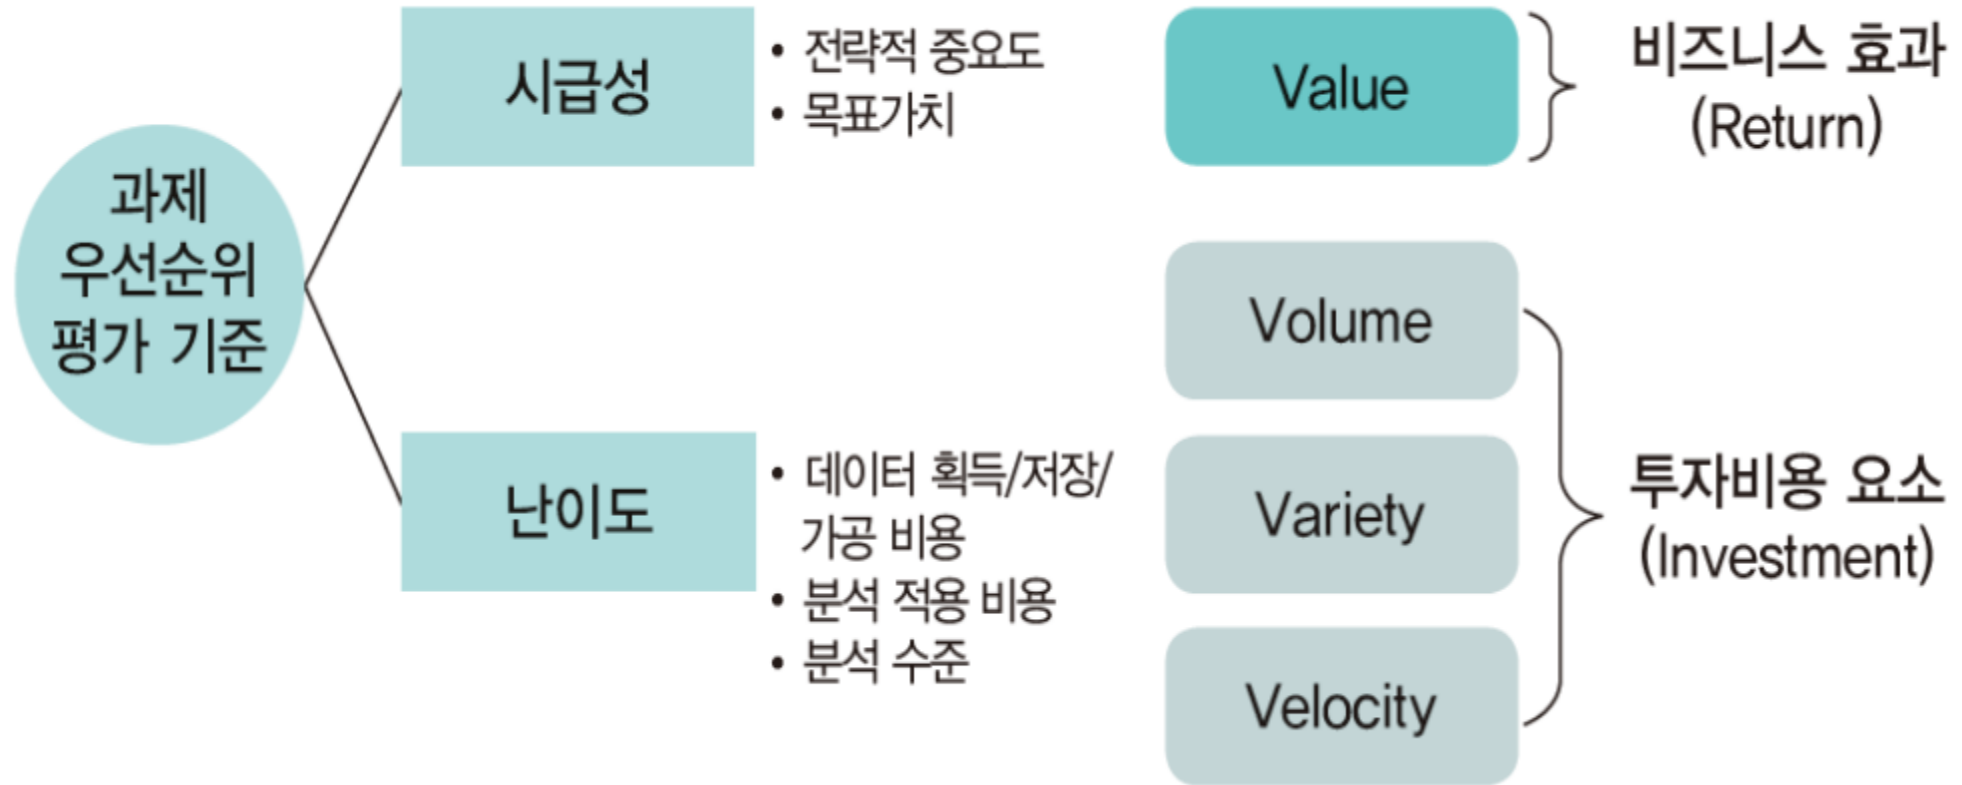 과제
우선순위
평가 기준
시급성
• 전략적 중요도
• 목표가치
Value
비즈니스 효과
(Return)
난이도
• 데이터 획득/저장/
가공 비용
• 분석 적용 비용
• 분석 수준
Volume
Variety
Velocity
투자비용 요소
(Investment)